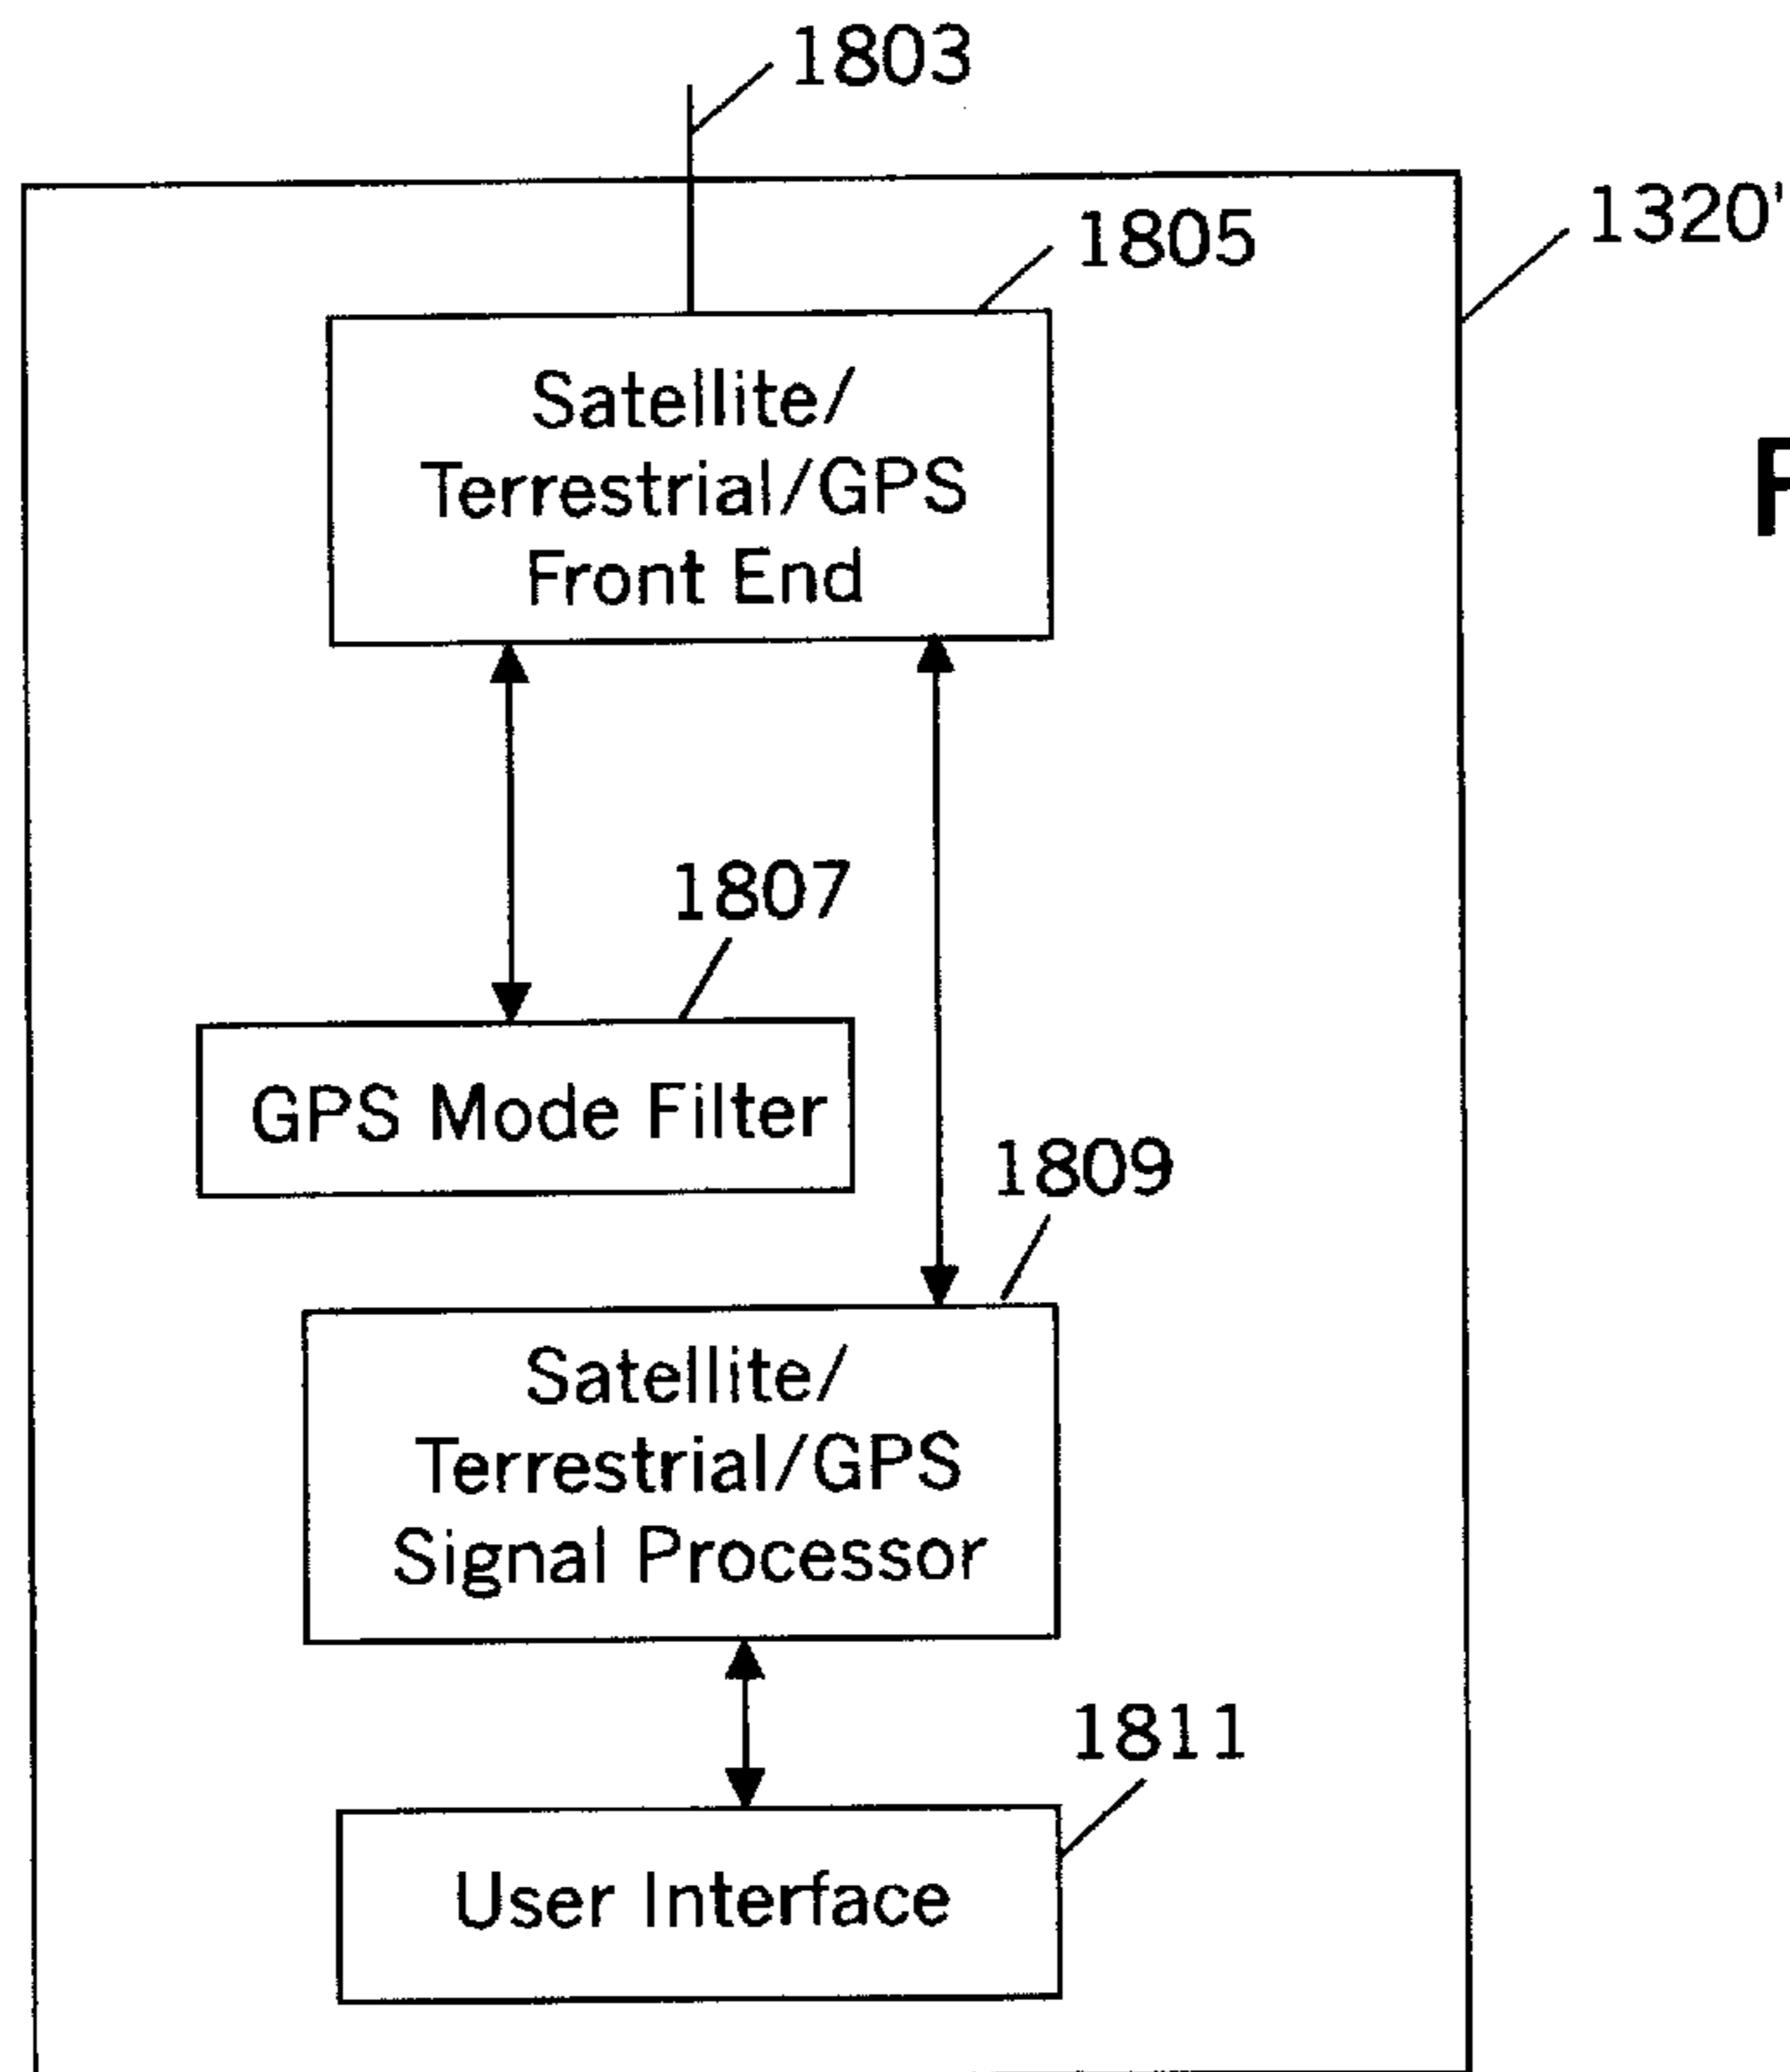 1803
1320'
1805
Satellite/
Terrestrial/GPS
Front End
1807
GPS Mode Filter
1809
Satellite/
Terrestrial/GPS
Signal Processor
1811
User Interface